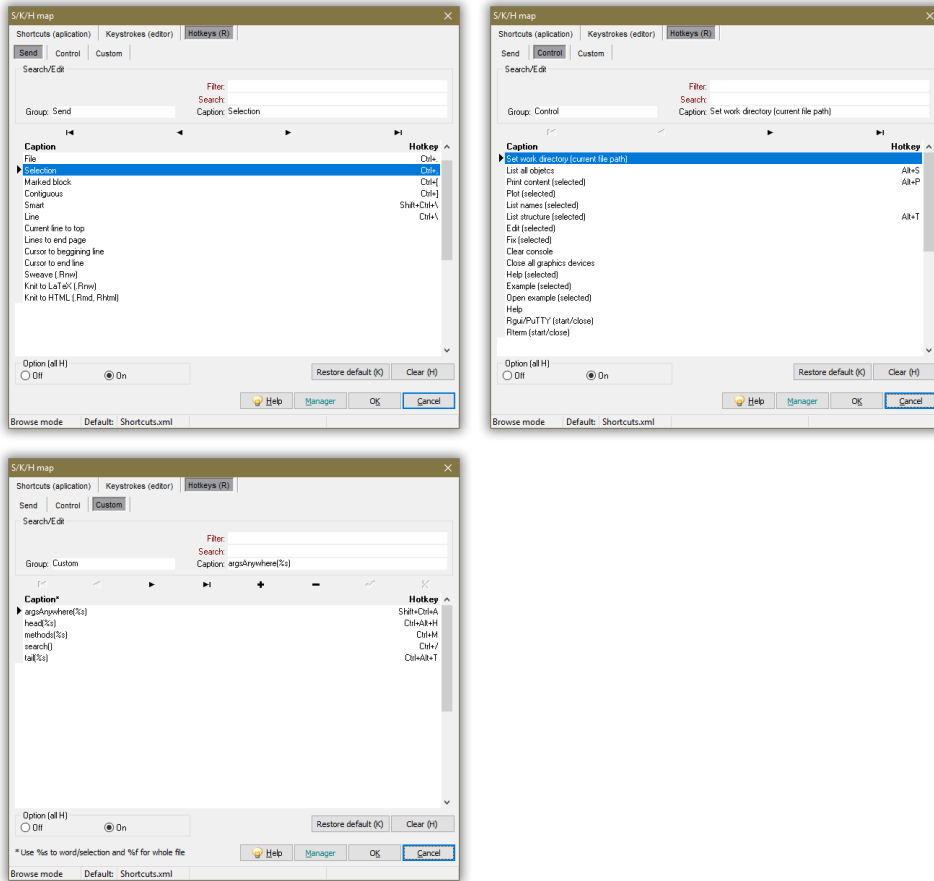 S/K/H map
Shortcuts (aplication) Keystrokes (editor) Hotkeys (R)
Send Control Custom
Search/Edit
Filter:
Search:
Group: Send Caption: Selection
Caption Hotkey
File Ctrl+.
Selection Ctrl+,
Marked block Ctrl+[
Contiguous Ctrl+]
Smart Shift+Ctrl+\
Line Ctrl+\
Current line to top
Lines to end page
Cursor to beggining line
Cursor to end line
Sweave (.Rnw)
Knit to LaTeX (.Rnw)
Knit to HTML (.Rmd, Rhtml)
Option (all H)
Off On Restore default (K) Clear (H)
Help Manager OK Cancel
Browse mode Default: Shortcuts.xml
S/K/H map
Shortcuts (aplication) Keystrokes (editor) Hotkeys (R)
Send Control Custom
Search/Edit
Filter:
Search:
Group: Control Caption: Set work directory (current file path)
Caption Hotkey
Set work directory (current file path)
List all objetcs Alt+S
Print content (selected) Alt+P
Plot (selected)
List names (selected)
List structure (selected) Alt+T
Edit (selected)
Fix (selected)
Clear console
Close all graphics devices
Help (selected)
Example (selected)
Open example (selected)
Help
Rgui/PuTTY (start/close)
Rterm (start/close)
Option (all H)
Off On Restore default (K) Clear (H)
Help Manager OK Cancel
Browse mode Default: Shortcuts.xml
S/K/H map
Shortcuts (aplication) Keystrokes (editor) Hotkeys (R)
Send Control Custom
Search/Edit
Filter:
Search:
Group: Custom Caption: argsAnywhere(%s)
Caption* Hotkey
argsAnywhere(%s) Shift+Ctrl+A
head(%s) Ctrl+Alt+H
methods(%s) Ctrl+M
search() Ctrl+/
tail(%s) Ctrl+Alt+T
Option (all H)
Off On Restore default (K) Clear (H)
* Use %s to word/selection and %f for whole file Help Manager OK Cancel
Browse mode Default: Shortcuts.xml